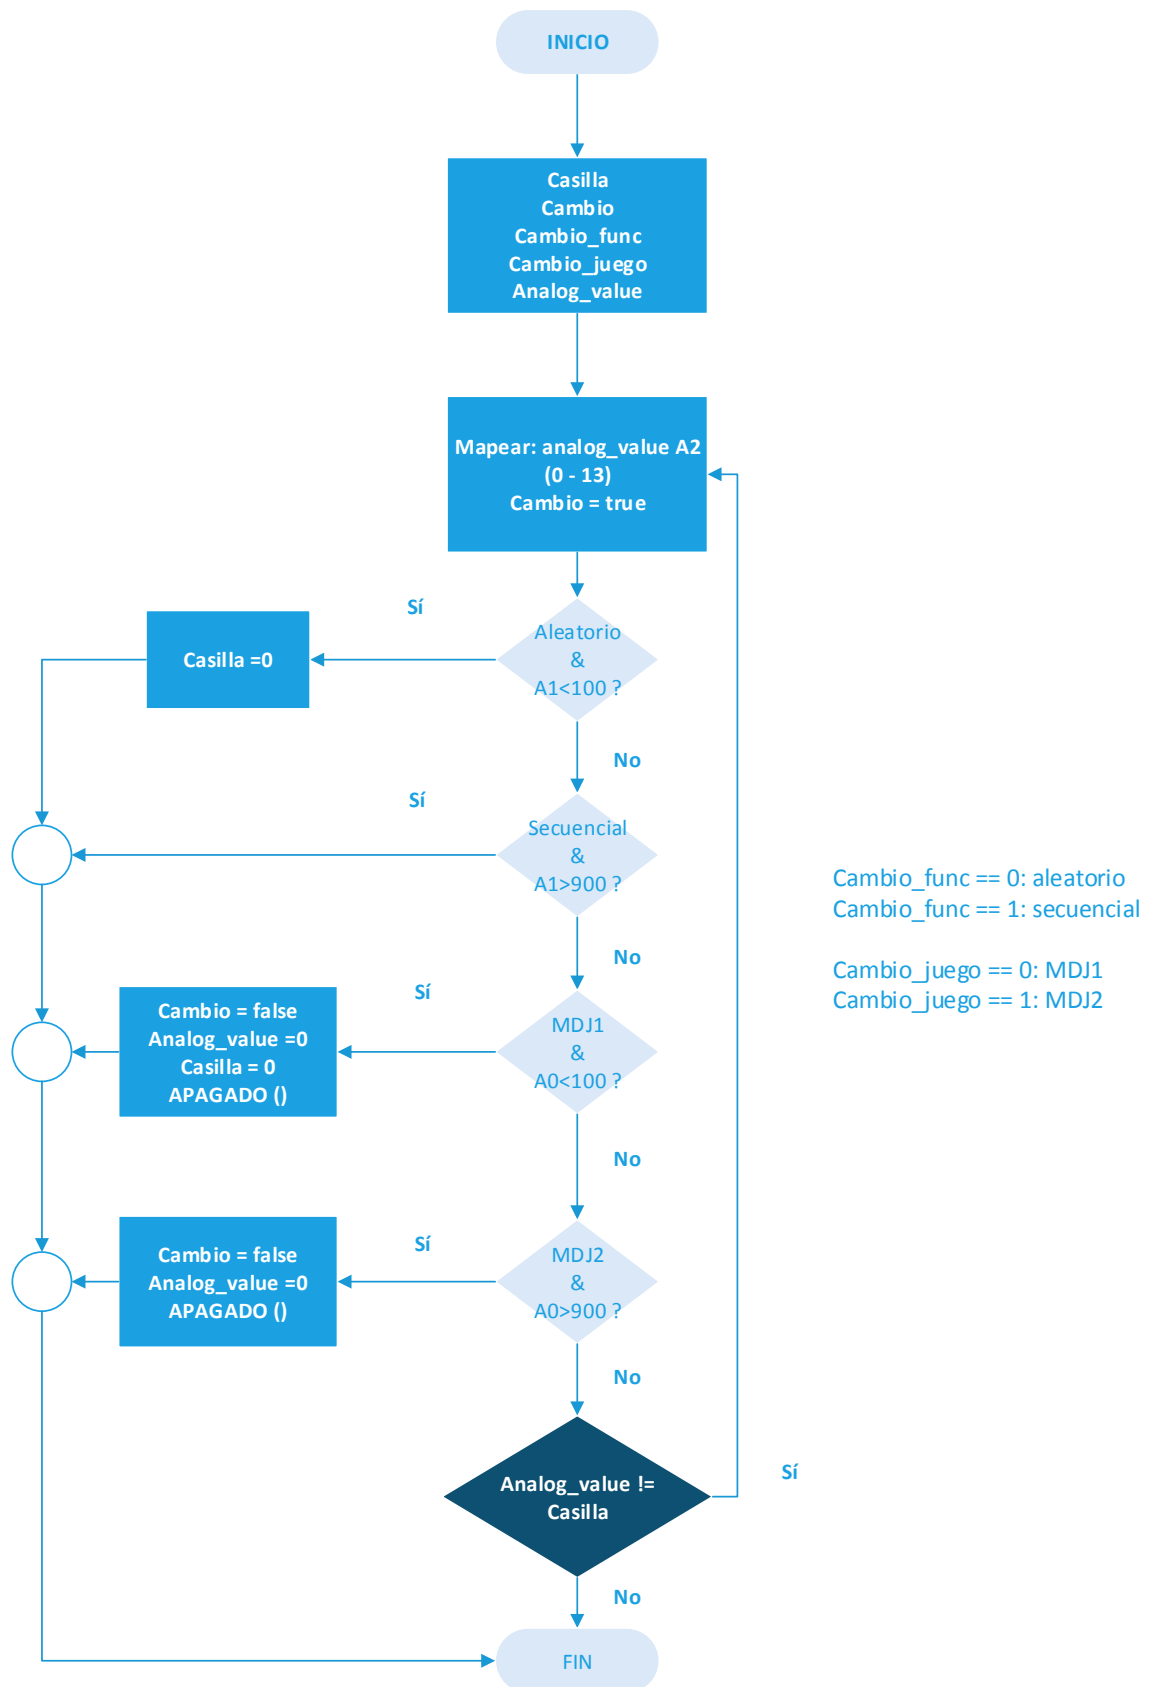 INICIO
Casilla
Cambio
Cambio_func
Cambio_juego
Analog_value
Mapear: analog_value A2
(0 - 13)
Cambio = true
Sí
Aleatorio
&
A1<100 ?
Casilla =0
No
Sí
Secuencial
&
A1>900 ?
Cambio_func == 0: aleatorio
Cambio_func == 1: secuencial
Cambio_juego == 0: MDJ1
Cambio_juego == 1: MDJ2
No
Sí
MDJ1
&
A0<100 ?
Cambio = false
Analog_value =0
Casilla = 0
APAGADO ()
No
Sí
MDJ2
&
A0>900 ?
Cambio = false
Analog_value =0
APAGADO ()
No
Analog_value !=
Casilla
Sí
No
FIN